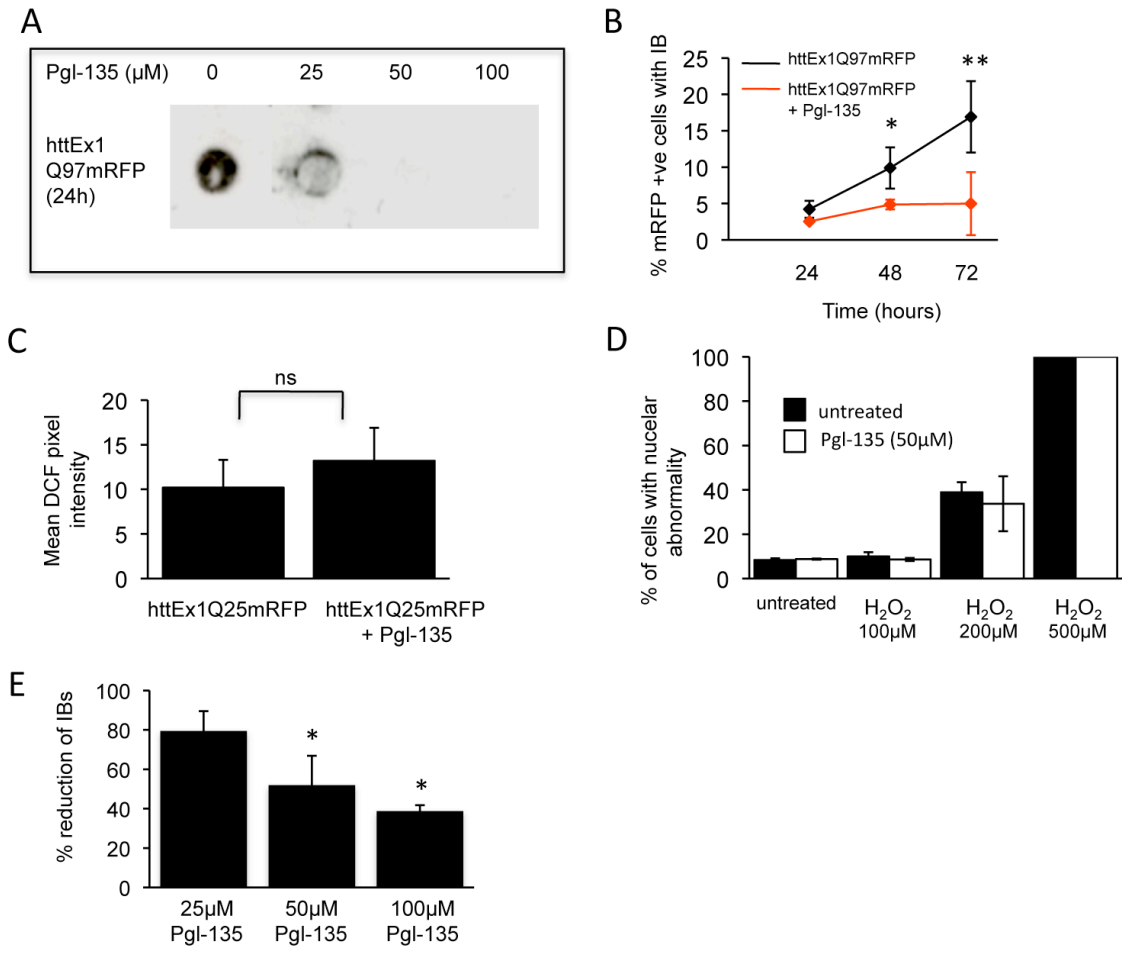 A
Pgl-135 (µM) 0 25 50 100
httEx1
Q97mRFP
(24h)
B
% mRFP +ve cells with IB
25
20
15
10
5
0
httEx1Q97mRFP
httEx1Q97mRFP
+ Pgl-135
*
**
24 48 72
Time (hours)
C
Mean DCF pixel
intensity
20
15
10
5
0
ns
httEx1Q25mRFP
httEx1Q25mRFP
+ Pgl-135
D
% of cells with nucelar
abnormality
100
80
60
40
20
0
untreated
Pgl-135 (50µM)
untreated
H₂O₂
100µM
H₂O₂
200µM
H₂O₂
500µM
E
% reduction of IBs
100
80
60
40
20
0
*
*
25µM
Pgl-135
50µM
Pgl-135
100µM
Pgl-135